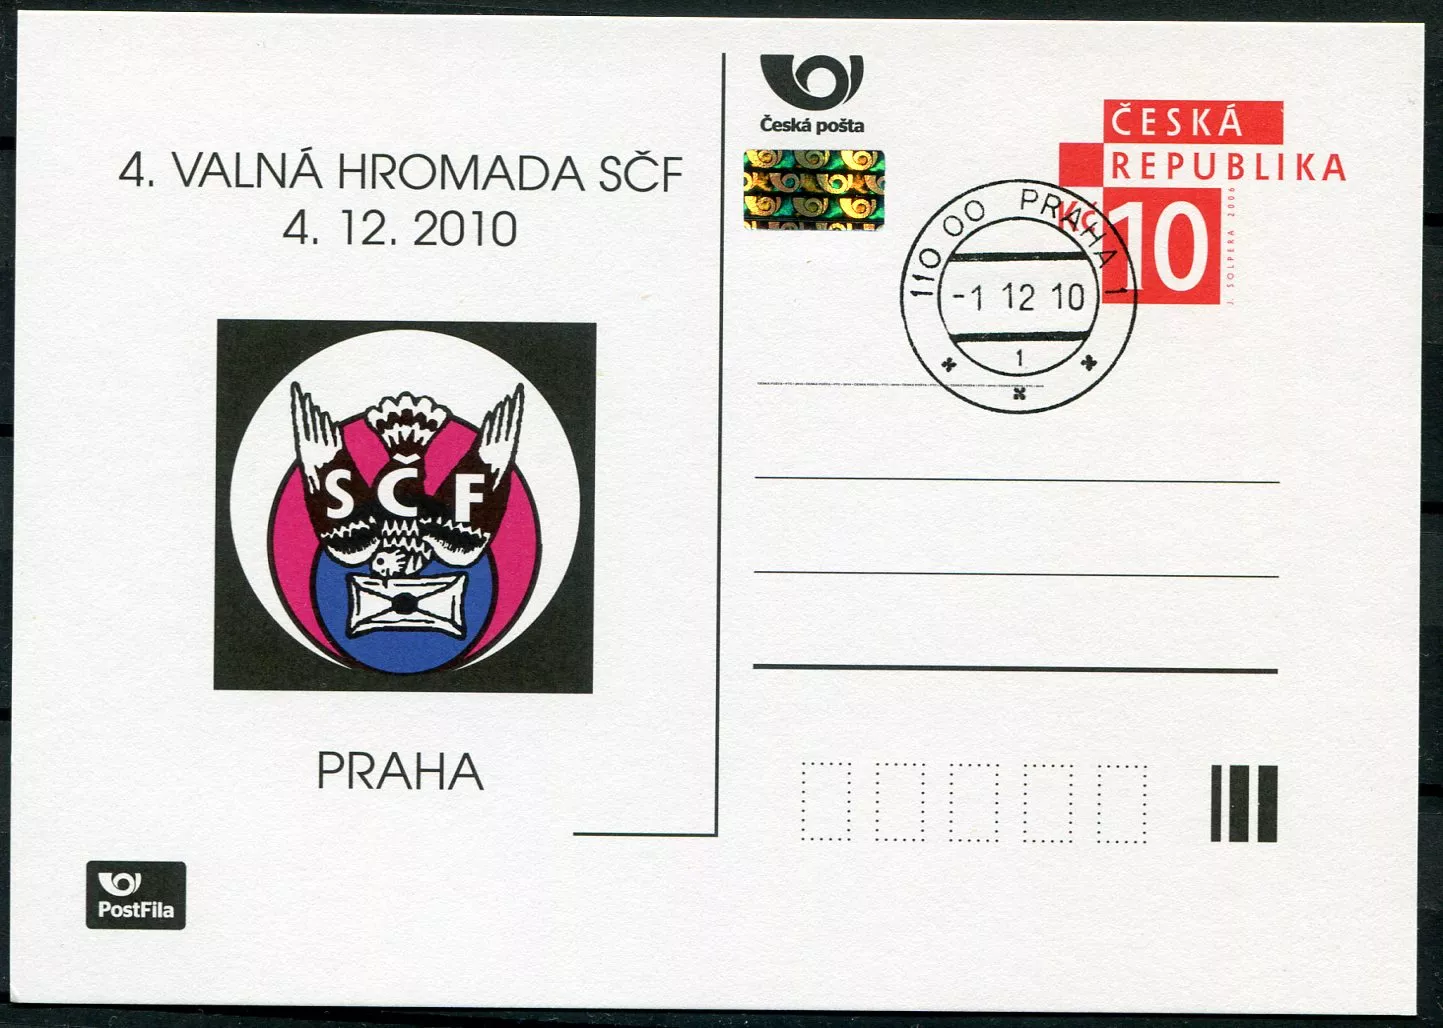 4. VALNÁ HROMADA SČF
4. 12. 2010
SČF
PRAHA
PostFila
Česká pošta
ČESKÁ
REPUBLIKA
Kč 10
J. SOLPERA 2006
110 00 PRAHA 1
-1 12 10
1